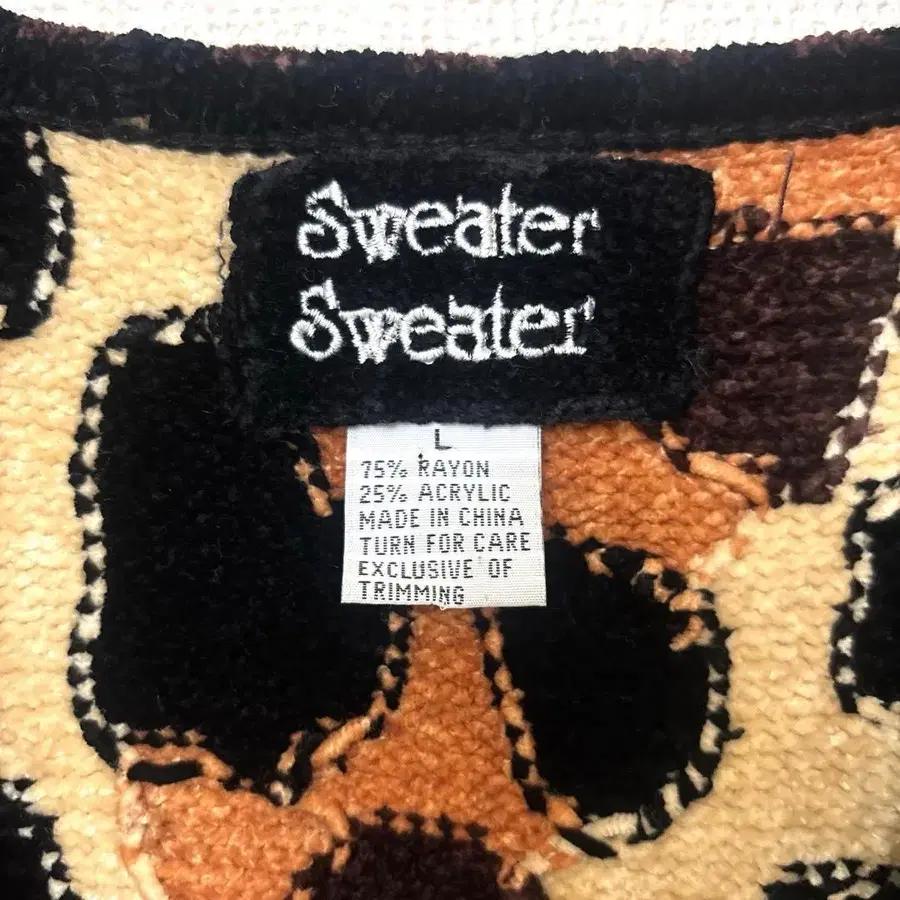 Sweater
Sweater
L
75% RAYON
25% ACRYLIC
MADE IN CHINA
TURN FOR CARE
EXCLUSIVE OF
TRIMMING